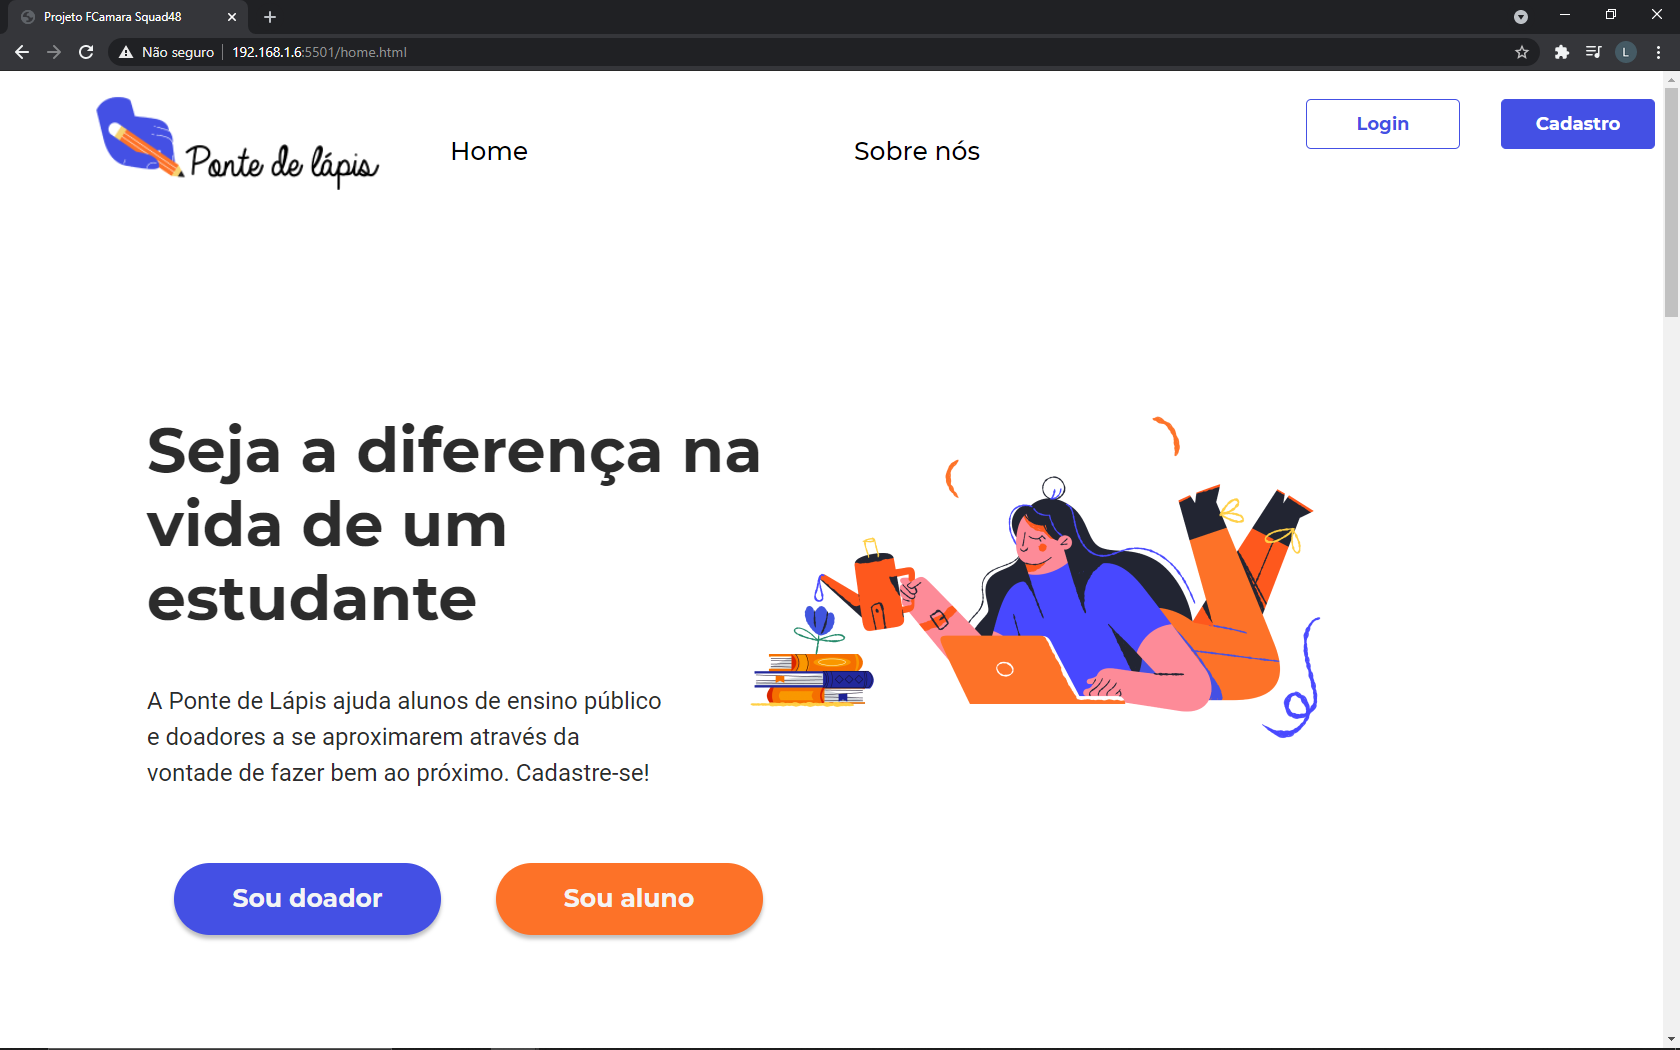 Projeto FCamara Squad48
Não seguro
192.168.1.6:5501/home.html
L
Ponte de lápis
Home
Sobre nós
Login
Cadastro
Seja a diferença na
vida de um
estudante
A Ponte de Lápis ajuda alunos de ensino público
e doadores a se aproximarem através da
vontade de fazer bem ao próximo. Cadastre-se!
Sou doador
Sou aluno